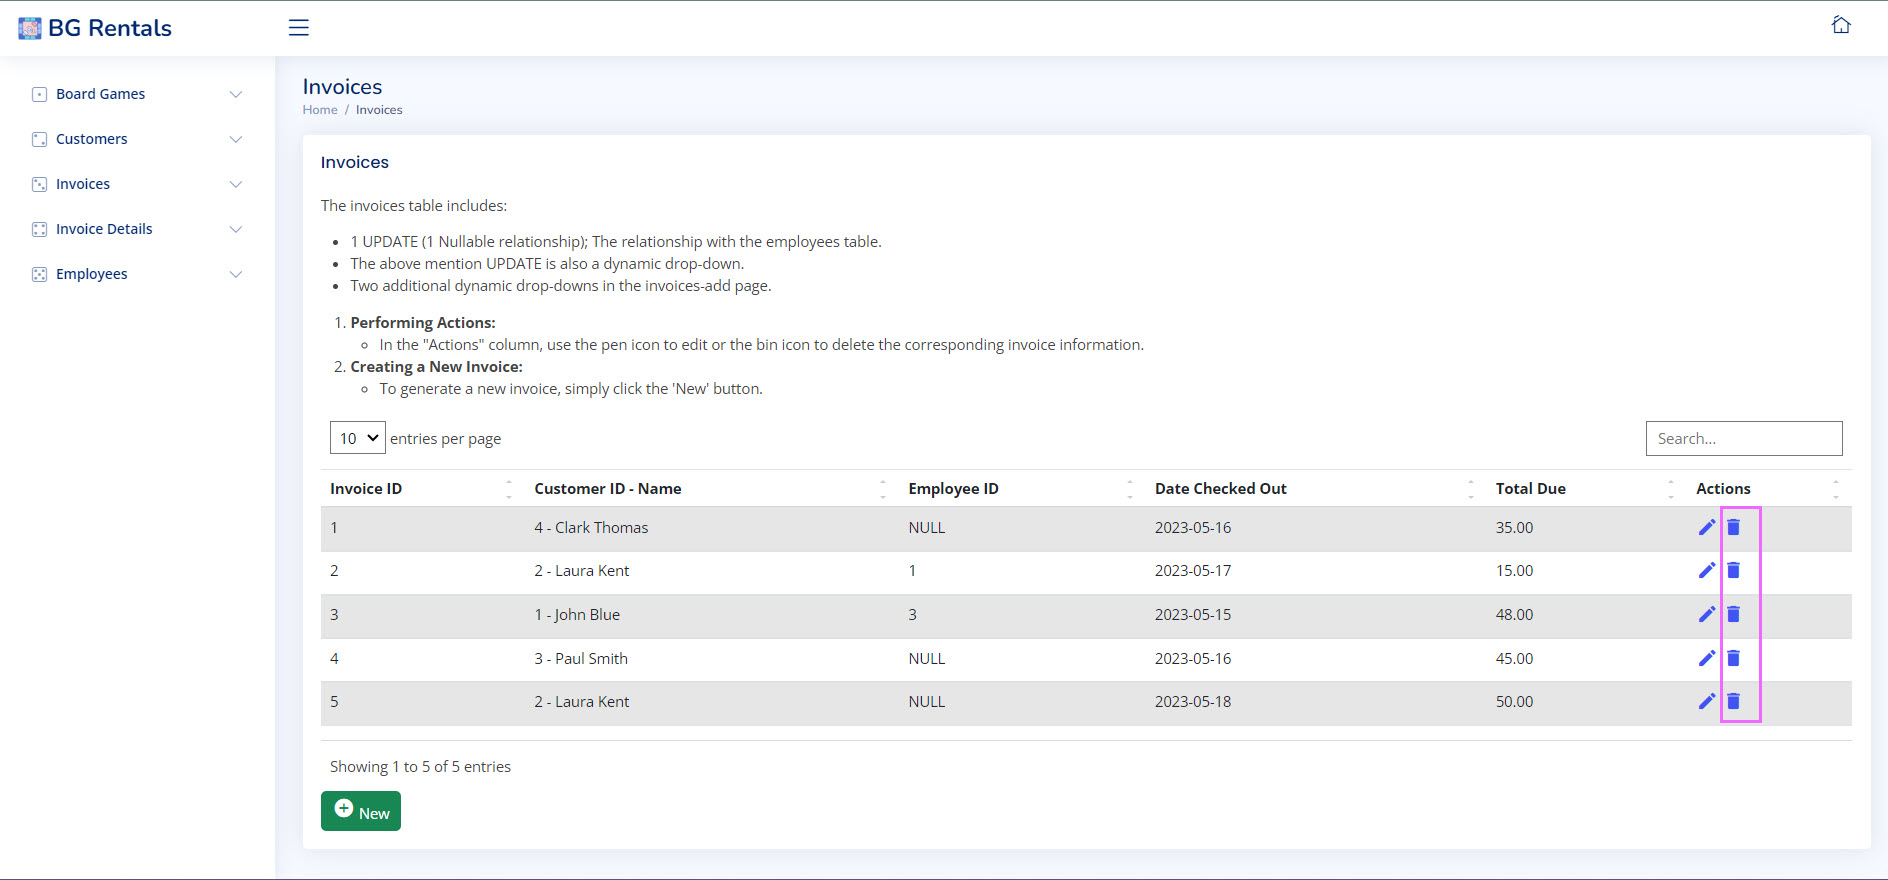 BG Rentals
Board Games
Customers
Invoices
Invoice Details
Employees
Invoices
Home / Invoices
Invoices
The invoices table includes:
• 1 UPDATE (1 Nullable relationship); The relationship with the employees table.
• The above mention UPDATE is also a dynamic drop-down.
• Two additional dynamic drop-downs in the invoices-add page.
1. Performing Actions:
In the "Actions" column, use the pen icon to edit or the bin icon to delete the corresponding invoice information.
2. Creating a New Invoice:
To generate a new invoice, simply click the 'New' button.
10 entries per page Search...
Invoice ID Customer ID - Name Employee ID Date Checked Out Total Due Actions
1 4 - Clark Thomas NULL 2023-05-16 35.00
2 2 - Laura Kent 1 2023-05-17 15.00
3 1 - John Blue 3 2023-05-15 48.00
4 3 - Paul Smith NULL 2023-05-16 45.00
5 2 - Laura Kent NULL 2023-05-18 50.00
Showing 1 to 5 of 5 entries
New